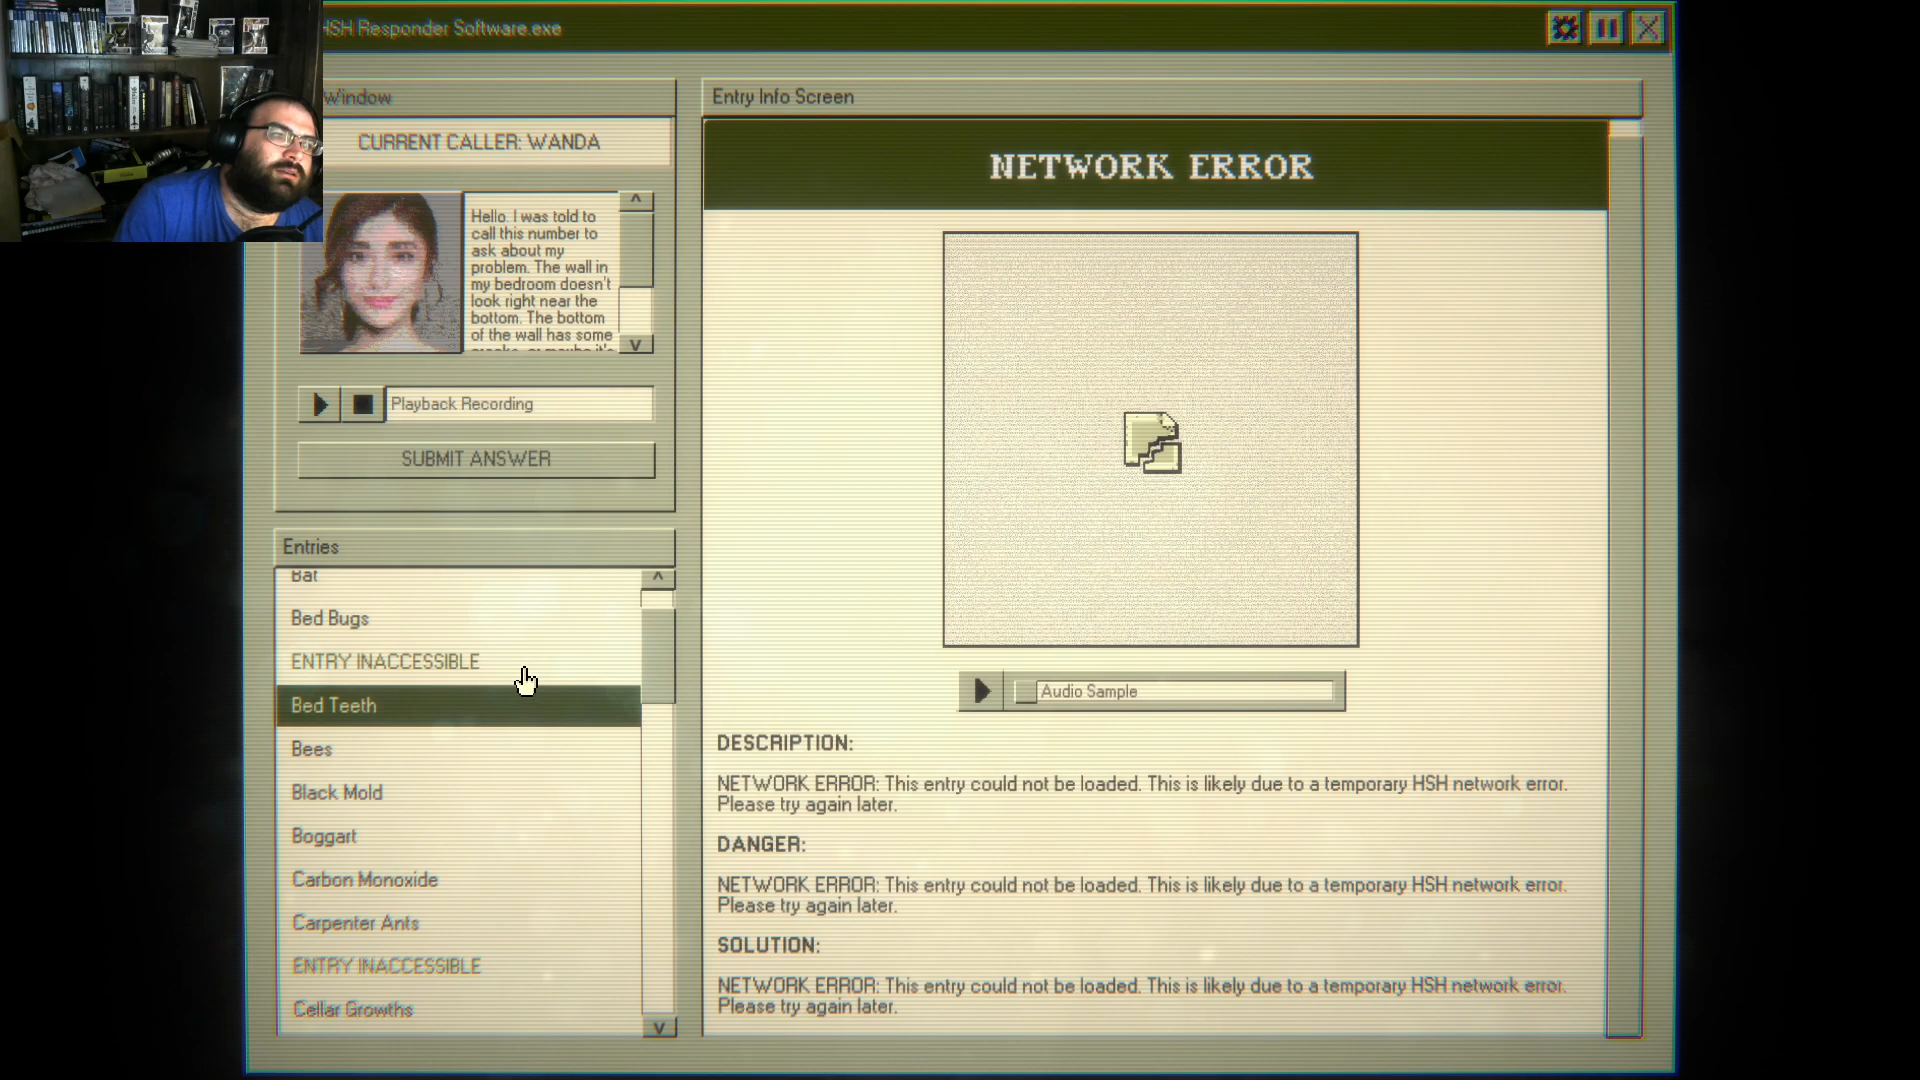 HSH Responder Software.exe
Window
CURRENT CALLER: WANDA
Hello. I was told to
call this number to
ask about my
problem. The wall in
my bedroom doesn't
look right near the
bottom. The bottom
of the wall has some
Playback Recording
SUBMIT ANSWER
Entries
Bat
Bed Bugs
ENTRY INACCESSIBLE
Bed Teeth
Bees
Black Mold
Boggart
Carbon Monoxide
Carpenter Ants
ENTRY INACCESSIBLE
Cellar Growths
Entry Info Screen
NETWORK ERROR
Audio Sample
DESCRIPTION:
NETWORK ERROR: This entry could not be loaded. This is likely due to a temporary HSH network error.
Please try again later.
DANGER:
NETWORK ERROR: This entry could not be loaded. This is likely due to a temporary HSH network error.
Please try again later.
SOLUTION:
NETWORK ERROR: This entry could not be loaded. This is likely due to a temporary HSH network error.
Please try again later.